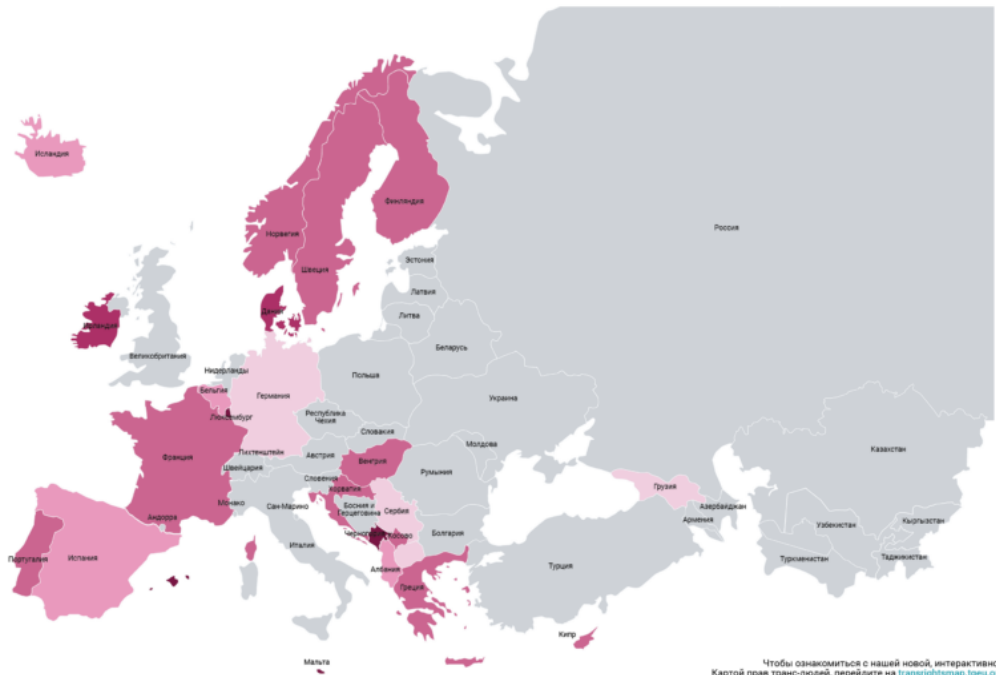 Исландия
Финляндия
Норвегия
Швеция
Россия
Эстония
Латвия
Литва
Дания
Ирландия
Великобритания
Беларусь
Нидерланды
Польша
Бельгия
Германия
Украина
Люксембург
Республика
Чехия
Словакия
Молдова
Казахстан
Франция
Лихтенштейн
Австрия
Венгрия
Швейцария
Румыния
Словения
Хорватия
Грузия
Монако
Сан-Марино
Босния и
Герцеговина
Сербия
Азербайджан
Армения
Андорра
Узбекистан
Кыргызстан
Черног
Косово
Болгария
Италия
Португалия
Испания
Албания
Турция
Туркменистан
Таджикистан
Греция
Кипр
Мальта
Чтобы ознакомиться с нашей новой, интерактивно
Картой прав транс-людей, перейдите на transrightsmap.tgeu.o